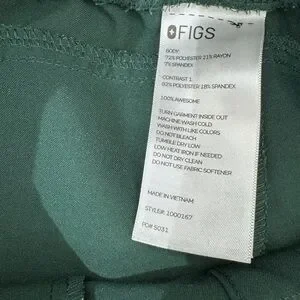 FIGS
BODY:
72% POLYESTER 21% RAYON
7% SPANDEX
CONTRAST 1:
82% POLYESTER 18% SPANDEX
100% AWESOME
TURN GARMENT INSIDE OUT
MACHINE WASH COLD
WASH WITH LIKE COLORS
DO NOT BLEACH
TUMBLE DRY LOW
LOW HEAT IRON IF NEEDED
DO NOT DRY CLEAN
DO NOT USE FABRIC SOFTENER
MADE IN VIETNAM
STYLE#: 1000167
PO# S031